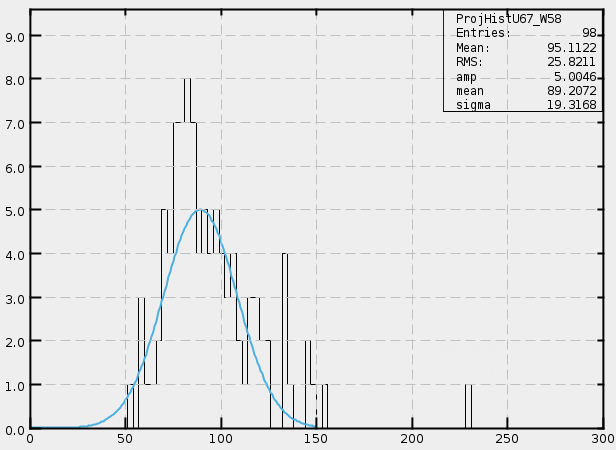 ProjHistU67_W58
Entries: 98
Mean: 95.1122
RMS: 25.8211
amp 5.0046
mean 89.2072
sigma 19.3168
9.0
8.0
7.0
6.0
5.0
4.0
3.0
2.0
1.0
0.0
0 50 100 150 200 250 300